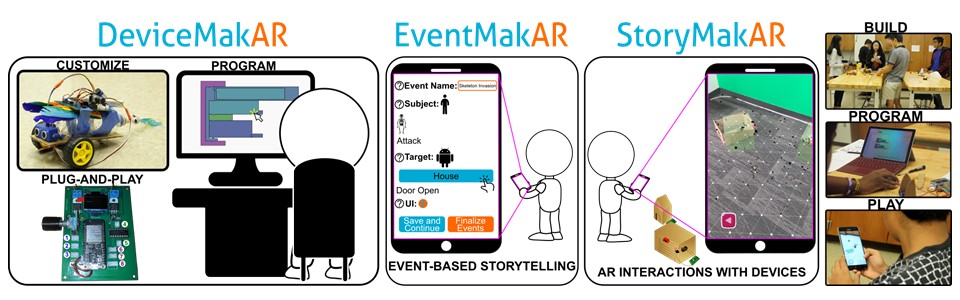 DeviceMakAR
EventMakAR
StoryMakAR
CUSTOMIZE
PROGRAM
PLUG-AND-PLAY
Event Name: Skeleton Invasion
Subject:
Attack
Target:
House
Door Open
UI:
Save and
Continue
Finalize
Events
EVENT-BASED STORYTELLING
AR INTERACTIONS WITH DEVICES
BUILD
PROGRAM
PLAY